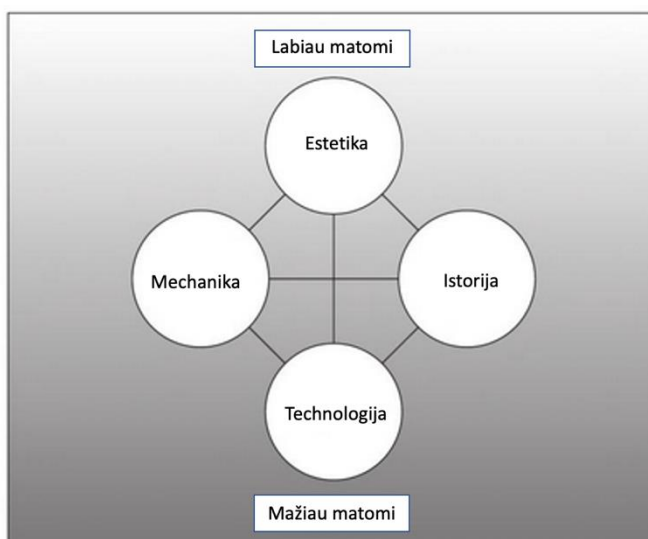 Labiau matomi
Estetika
Mechanika
Istorija
Technologija
Mažiau matomi